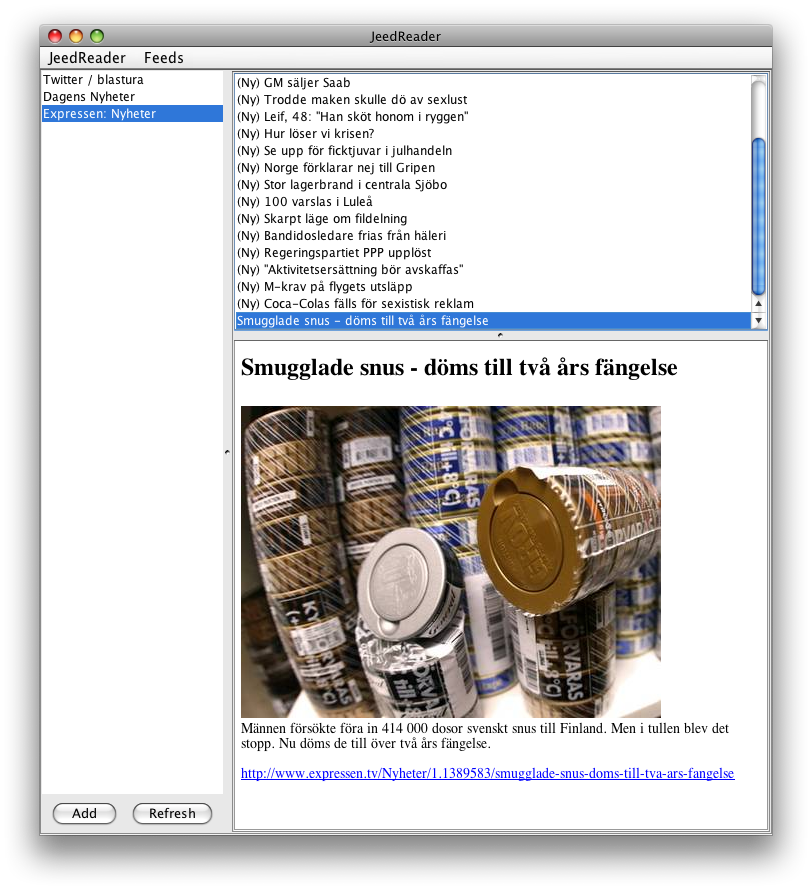 JeedReader
JeedReader Feeds
Twitter / blastura
Dagens Nyheter
Expressen: Nyheter
(Ny) GM säljer Saab
(Ny) Trodde maken skulle dö av sexlust
(Ny) Leif, 48: "Han sköt honom i ryggen"
(Ny) Hur löser vi krisen?
(Ny) Se upp för ficktjuvar i julhandeln
(Ny) Norge förklarar nej till Gripen
(Ny) Stor lagerbrand i centrala Sjöbo
(Ny) 100 varslas i Luleå
(Ny) Skarpt läge om fildelning
(Ny) Bandidosledare frias från häleri
(Ny) Regeringspartiet PPP upplöst
(Ny) "Aktivitetsersättning bör avskaffas"
(Ny) M-krav på flygets utsläpp
(Ny) Coca-Colas fälls för sexistisk reklam
Smugglade snus - döms till två års fängelse
Smugglade snus - döms till två års fängelse
°C till +8°C)
FÖRVARAS
FÖRVARAS
till +
Männen försökte föra in 414 000 dosor svenskt snus till Finland. Men i tullen blev det
stopp. Nu döms de till över två års fängelse.
http://www.expressen.tv/Nyheter/1.1389583/smugglade-snus-doms-till-tva-ars-fangelse
Add Refresh